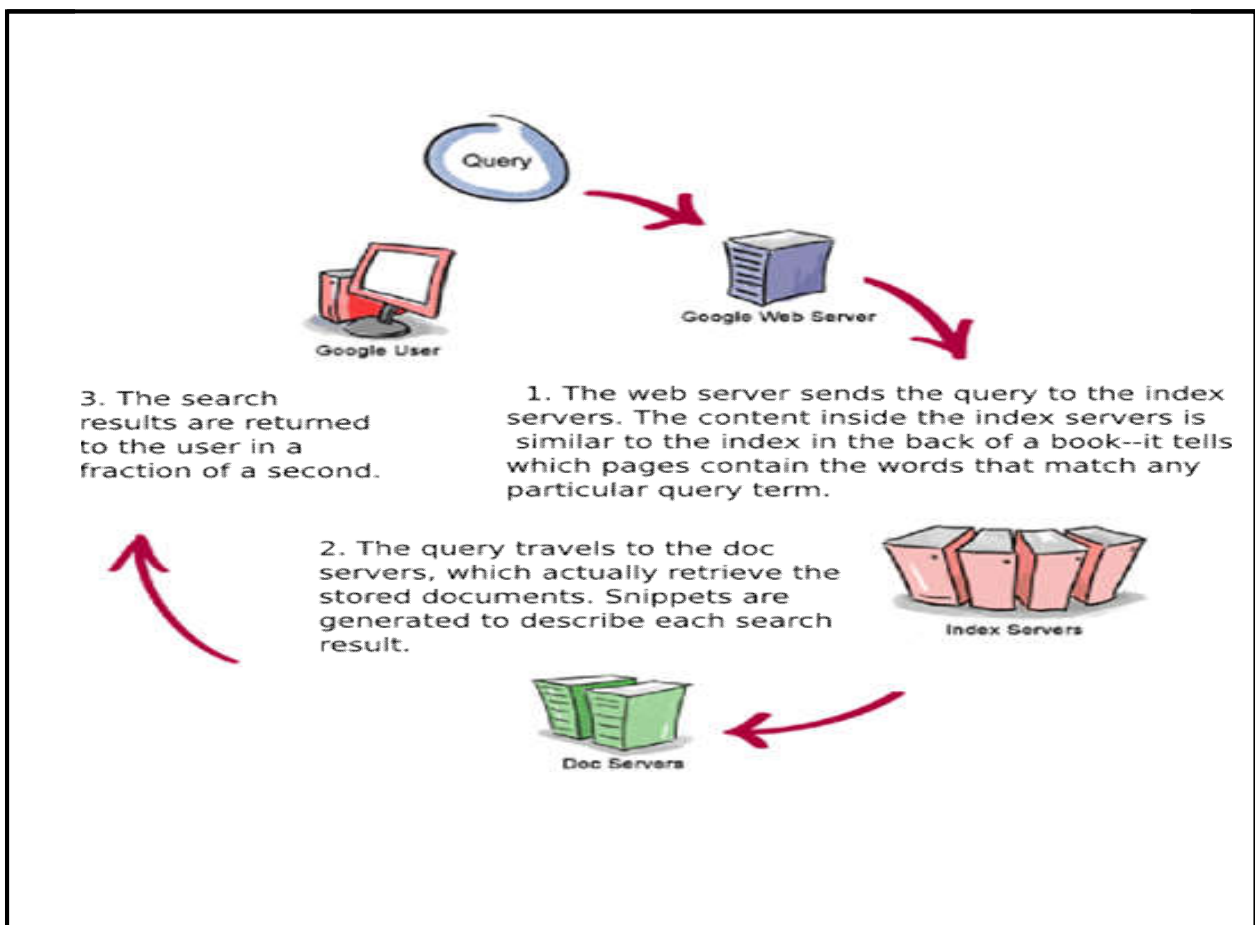 Query
Google Web Server
Google User
1. The web server sends the query to the index
servers. The content inside the index servers is
similar to the index in the back of a book--it tells
which pages contain the words that match any
particular query term.
Index Servers
2. The query travels to the doc
servers, which actually retrieve the
stored documents. Snippets are
generated to describe each search
result.
Doc Servers
3. The search
results are returned
to the user in a
fraction of a second.